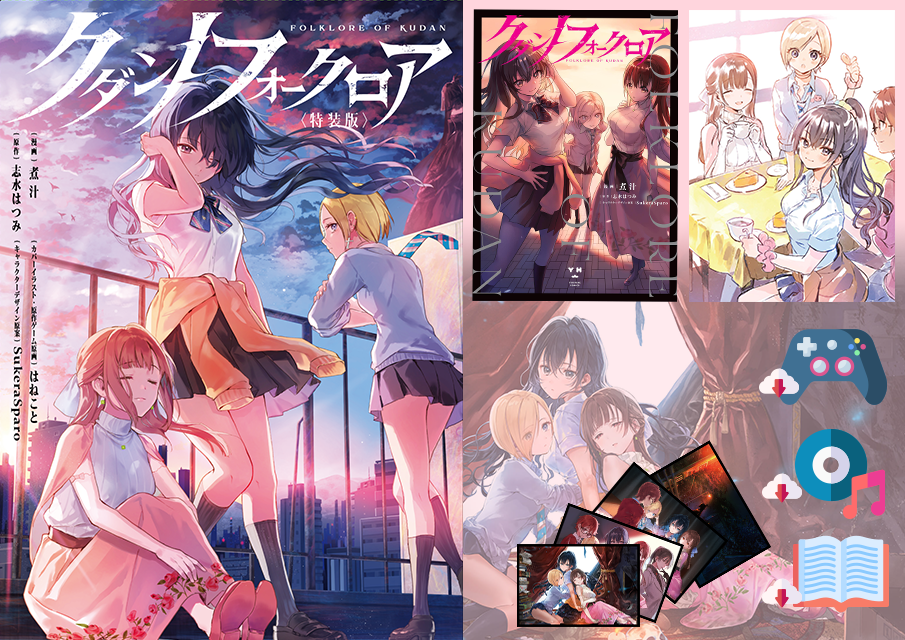 FOLKLORE OF KUDAN
クダンノフォークロア
〈特装版〉
(漫画)煮汁
(原作)志水はつみ
(カバーイラスト・原作ゲーム原画)はねこと
(キャラクターデザイン原案)SukeraSparo
クダンノフォークロア
FOLKLORE OF KUDAN
FOLKLORE
OF
KUDAN
漫画 煮汁
志水はつみ
SukeraSparo
YH